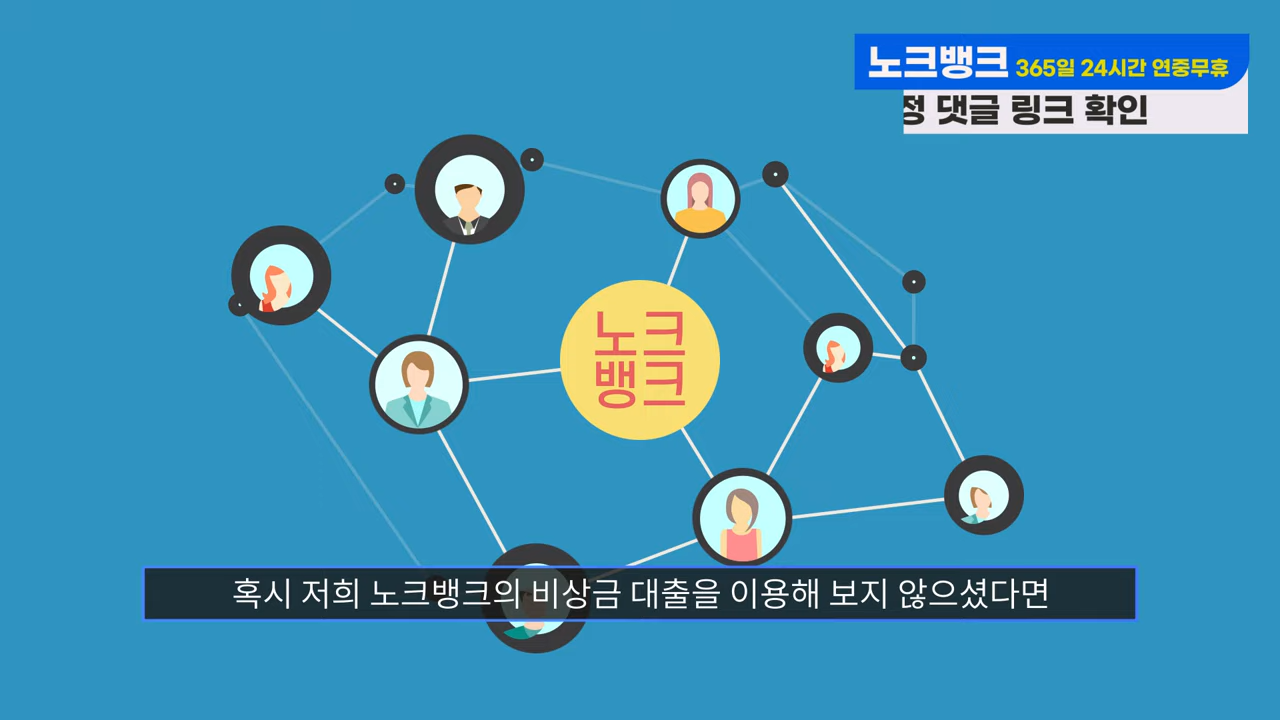 노크뱅크 365일 24시간 연중무휴
댓글 링크 확인
노크
뱅크
혹시 저희 노크뱅크의 비상금 대출을 이용해 보지 않으셨다면